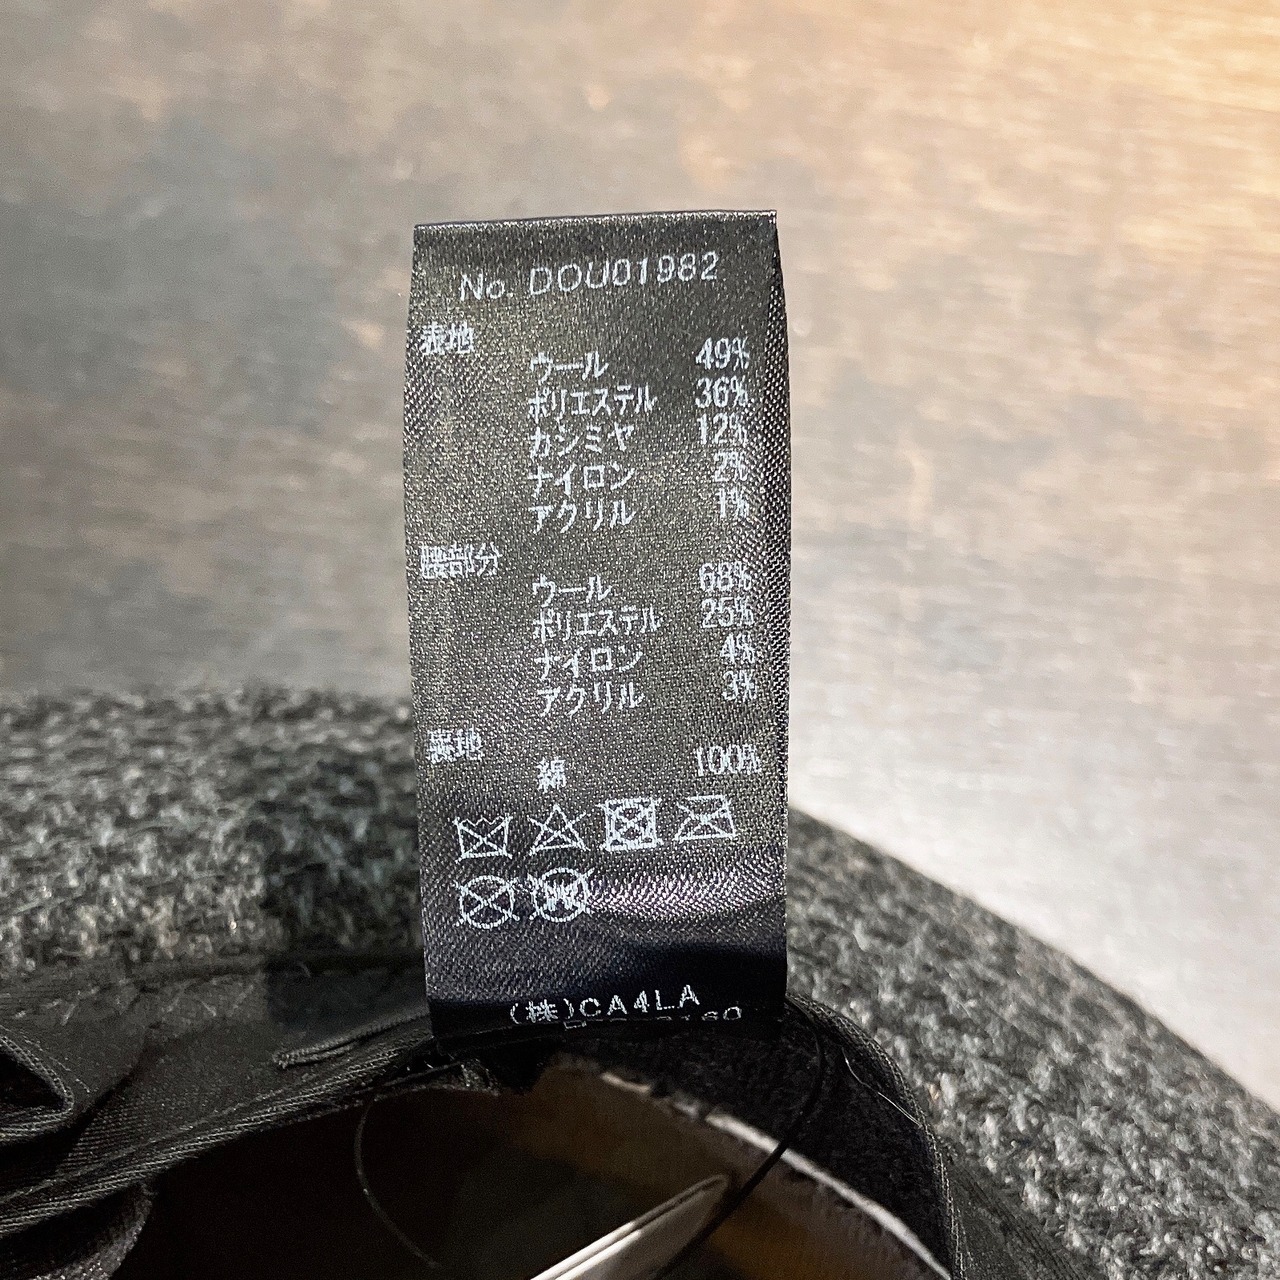 No. DOU01982
表地
ウール 49%
ポリエステル 36%
カシミヤ 12%
ナイロン 2%
アクリル 1%
腰部分
ウール 68%
ポリエステル 25%
ナイロン 4%
アクリル 3%
裏地
綿 100%
W
(株)CA4LA